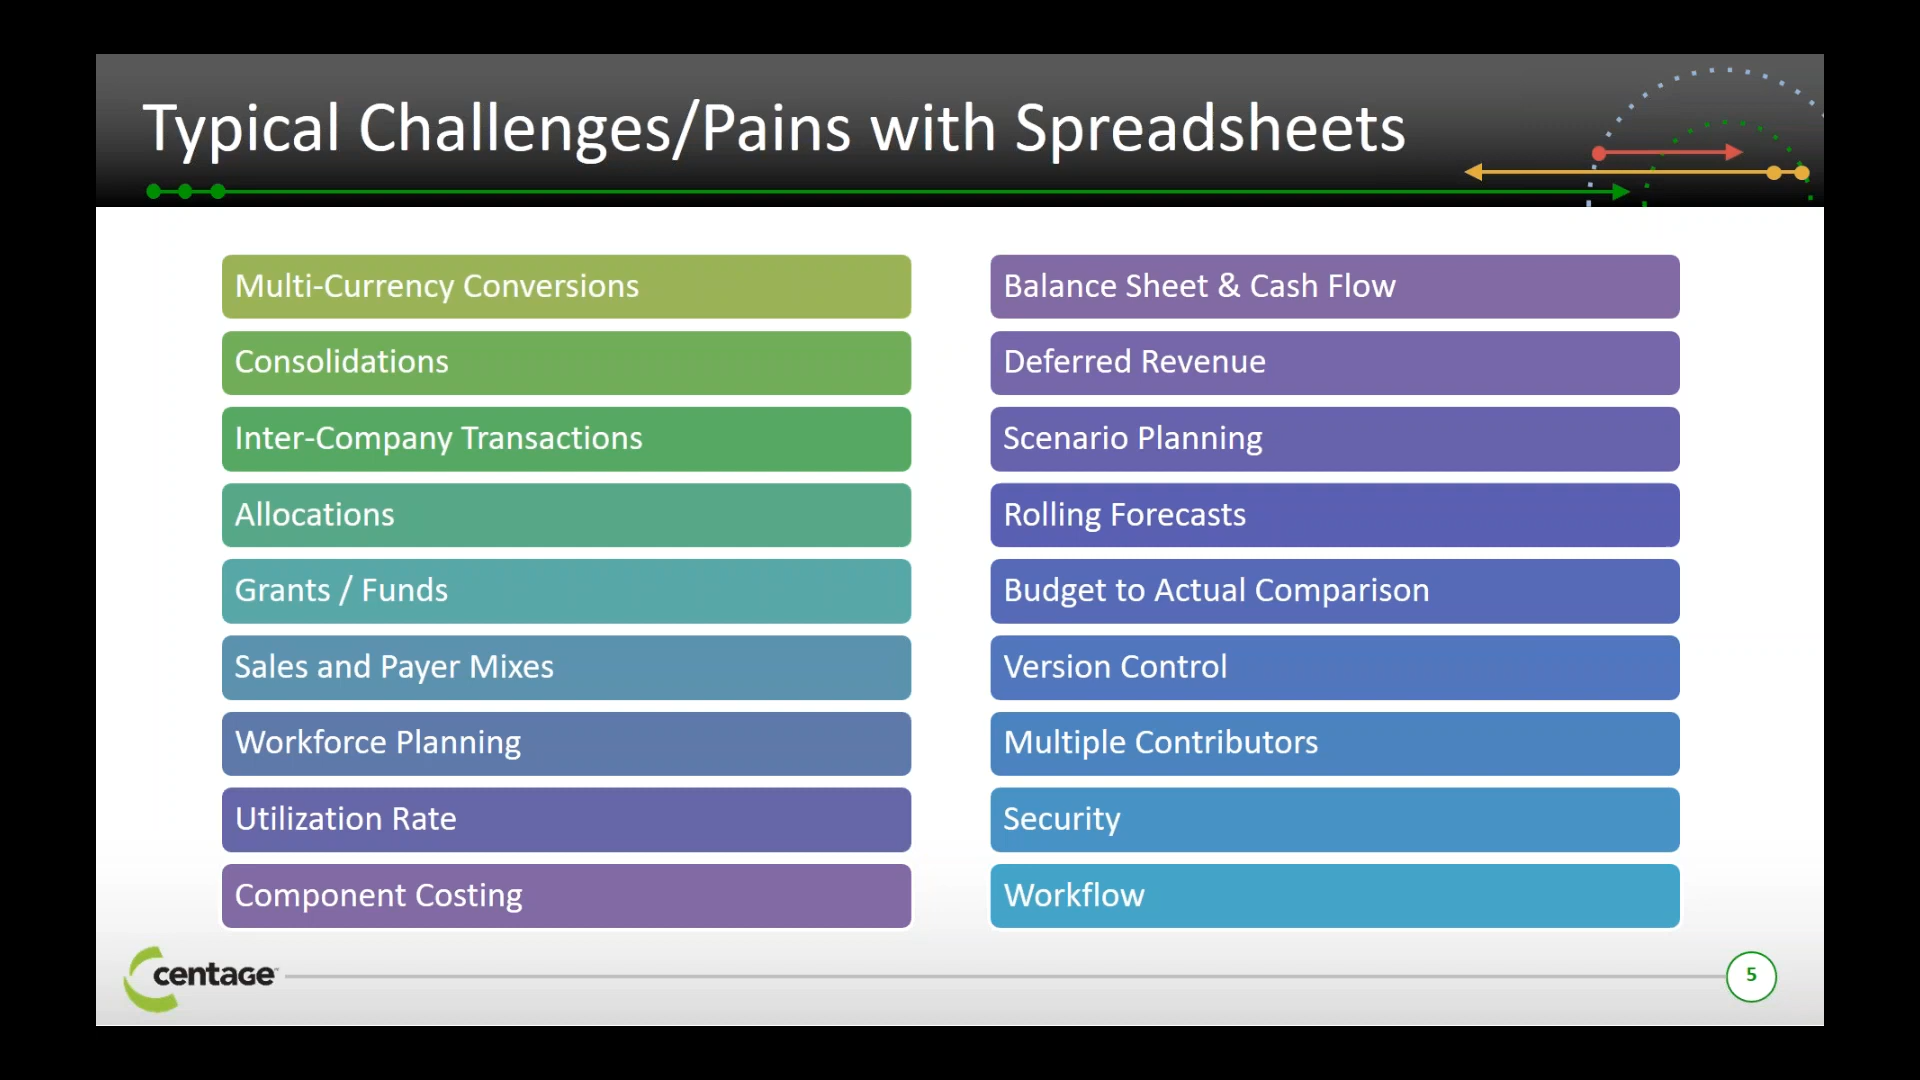 Typical Challenges/Pains with Spreadsheets
Multi-Currency Conversions
Consolidations
Inter-Company Transactions
Allocations
Grants / Funds
Sales and Payer Mixes
Workforce Planning
Utilization Rate
Component Costing
Balance Sheet & Cash Flow
Deferred Revenue
Scenario Planning
Rolling Forecasts
Budget to Actual Comparison
Version Control
Multiple Contributors
Security
Workflow
centage
5